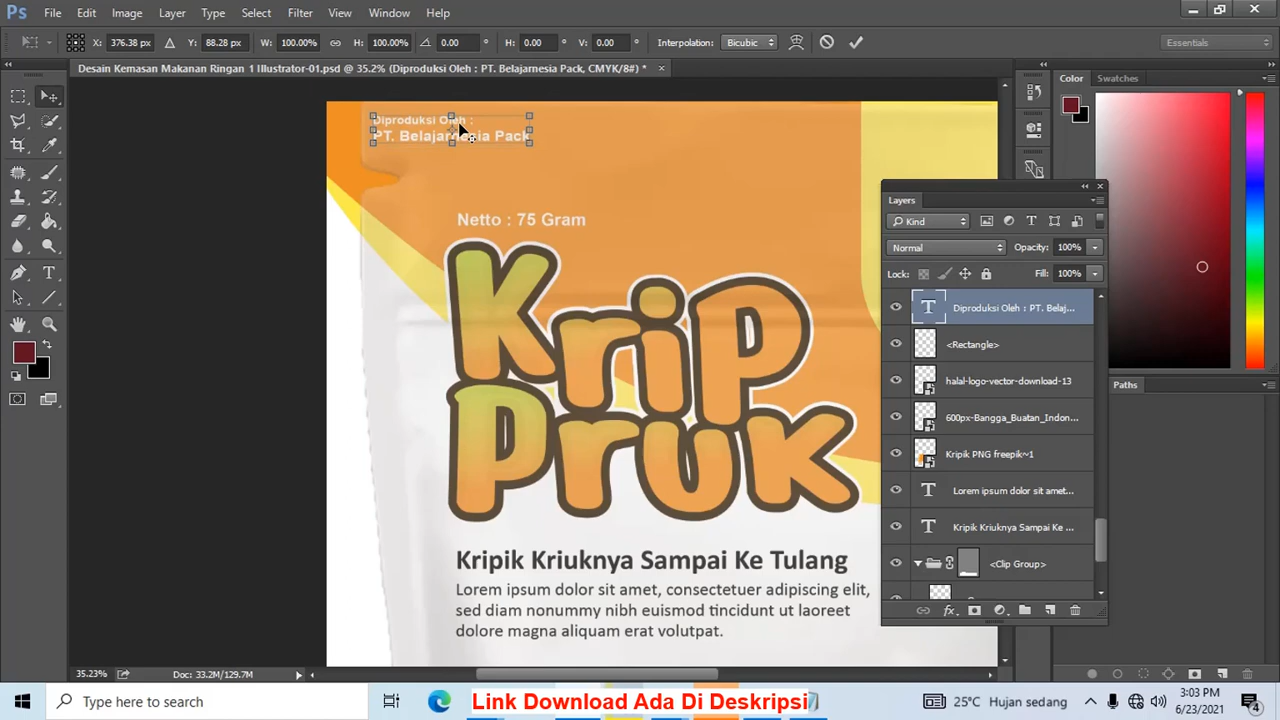 Ps File Edit Image Layer Type Select Filter View Window Help
X: 376.38 px Y: 88.28 px W: 100.00% H: 100.00% 0.00 ° H: 0.00 ° V: 0.00 ° Interpolation: Bicubic Essentials
Desain Kemasan Makanan Ringan 1 Illustrator-01.psd @ 35.2% (Diproduksi Oleh : PT. Belajarnesia Pack, CMYK/8#) *
Color Swatches
Diproduksi Oleh :
PT. Belajarnesia Pack
Netto : 75 Gram
Krip
Pruk
Kripik Kriuknya Sampai Ke Tulang
Lorem ipsum dolor sit amet, consectetuer adipiscing elit,
sed diam nonummy nibh euismod tincidunt ut laoreet
dolore magna aliquam erat volutpat.
Layers
Kind
Normal Opacity: 100%
Lock: Fill: 100%
Diproduksi Oleh : PT. Belaj...
<Rectangle>
halal-logo-vector-download-13
600px-Bangga_Buatan_Indon...
Kripik PNG freepik~1
Lorem ipsum dolor sit amet...
Kripik Kriuknya Sampai Ke ...
<Clip Group>
Paths
35.23% Doc: 33.2M/129.7M
Type here to search
Link Download Ada Di Deskripsi
25°C Hujan sedang
3:03 PM
6/23/2021
4